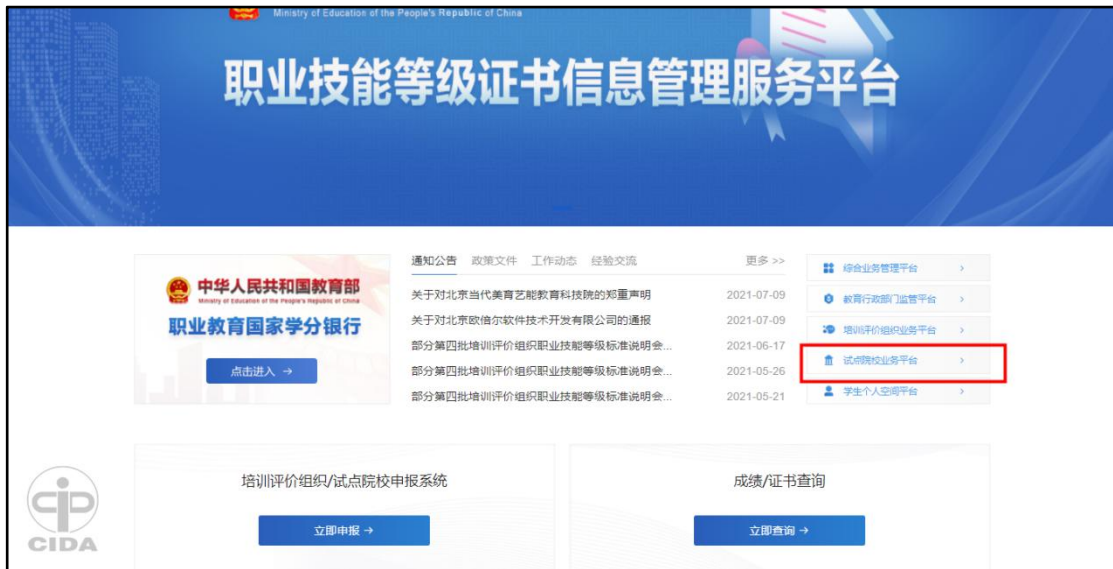 Ministry of Education of the People's Republic of China
职业技能等级证书信息管理服务平台
中华人民共和国教育部
Ministry of Education of the People's Republic of China
职业教育国家学分银行
点击进入 →
通知公告 政策文件 工作动态 经验交流 更多 >>
关于对北京当代美育艺能教育科技院的郑重声明 2021-07-09
关于对北京欧倍尔软件技术开发有限公司的通报 2021-07-09
部分第四批培训评价组织职业技能等级标准说明会... 2021-06-17
部分第四批培训评价组织职业技能等级标准说明会... 2021-05-26
部分第四批培训评价组织职业技能等级标准说明会... 2021-05-21
综合业务管理平台 >
教育行政部门监管平台 >
培训评价组织业务平台 >
试点院校业务平台 >
学生个人空间平台 >
培训评价组织/试点院校申报系统
立即申报 →
成绩/证书查询
立即查询 →
CIDA